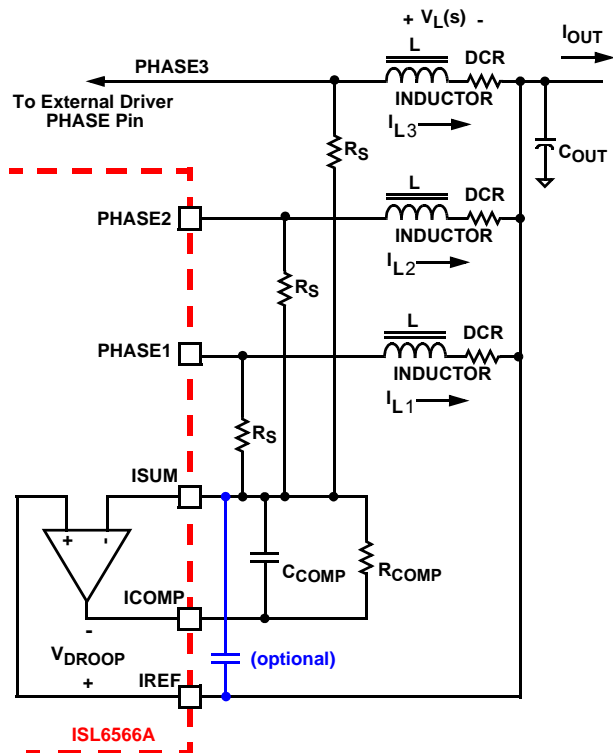 + VL(s) -
IOUT
L
DCR
PHASE3
INDUCTOR
To External Driver
PHASE Pin
IL3
COUT
RS
L
DCR
PHASE2
INDUCTOR
IL2
RS
L
DCR
PHASE1
INDUCTOR
IL1
RS
ISUM
+ -
CCOMP
RCOMP
ICOMP
-
VDROOP
(optional)
+
IREF
ISL6566A